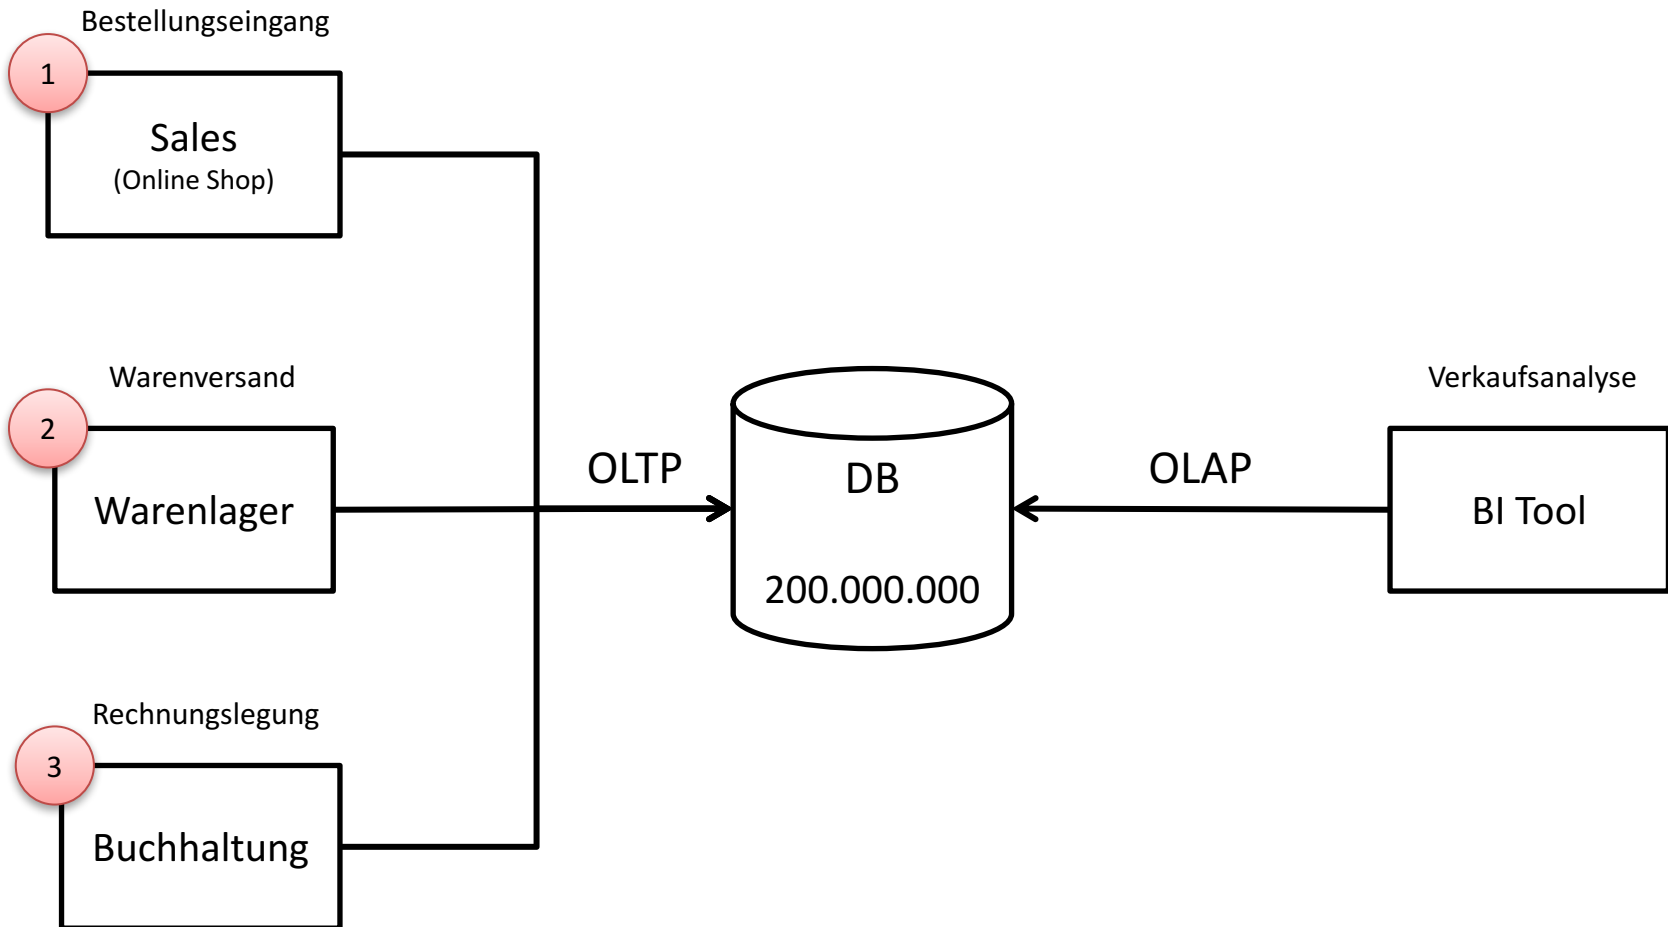 Bestellungseingang
1
Sales
(Online Shop)
Warenversand
2
Warenlager
Rechnungslegung
3
Buchhaltung
OLTP
DB
200.000.000
OLAP
Verkaufsanalyse
BI Tool